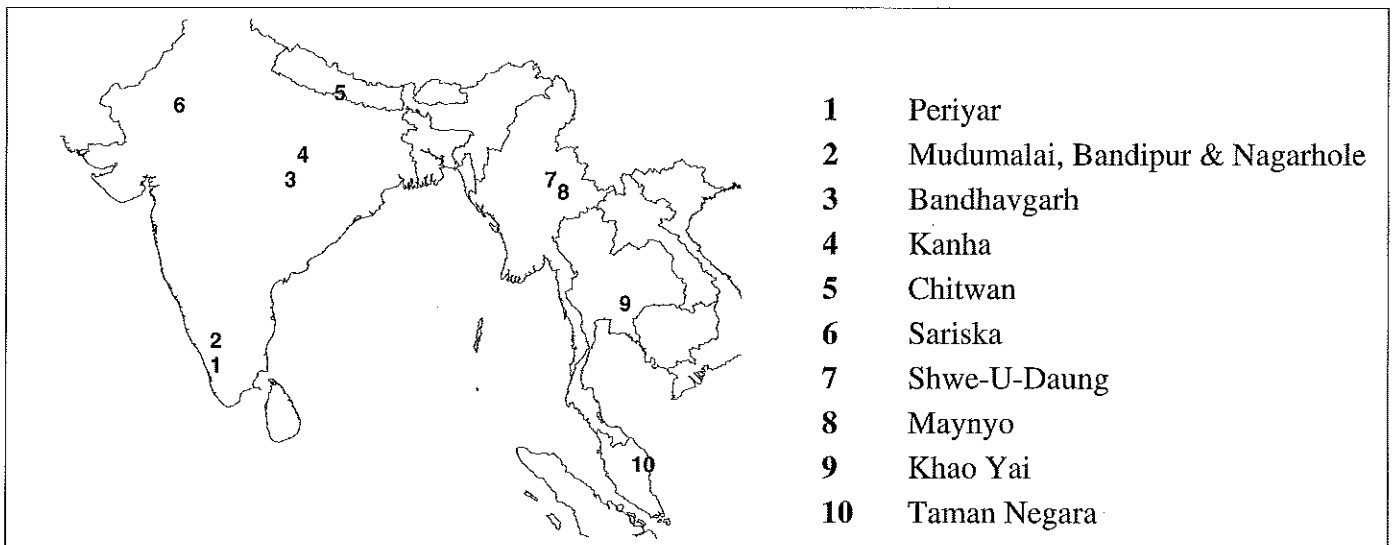 1 Periyar
2 Mudumalai, Bandipur & Nagarhole
3 Bandhavgarh
4 Kanha
5 Chitwan
6 Sariska
7 Shwe-U-Daung
8 Maynyo
9 Khao Yai
10 Taman Negara
5
6
4
3
7
8
9
2
1
10